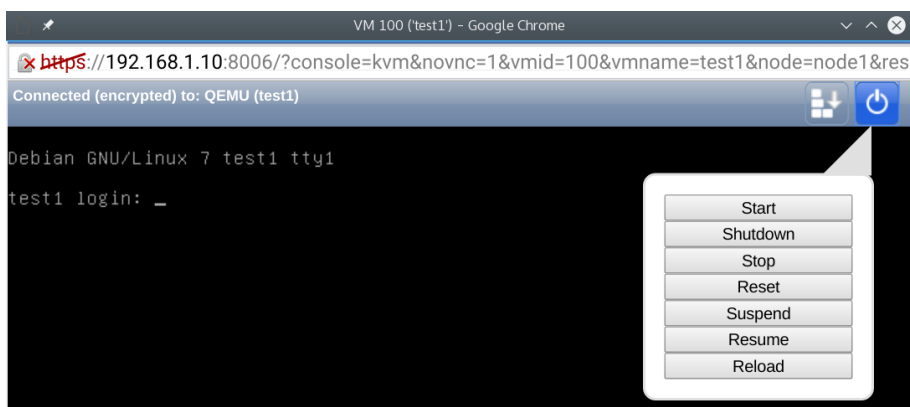 VM 100 ('test1') – Google Chrome
https://192.168.1.10:8006/?console=kvm&novnc=1&vmid=100&vmname=test1&node=node1&res
Connected (encrypted) to: QEMU (test1)
Debian GNU/Linux 7 test1 tty1
test1 login: _
Start
Shutdown
Stop
Reset
Suspend
Resume
Reload